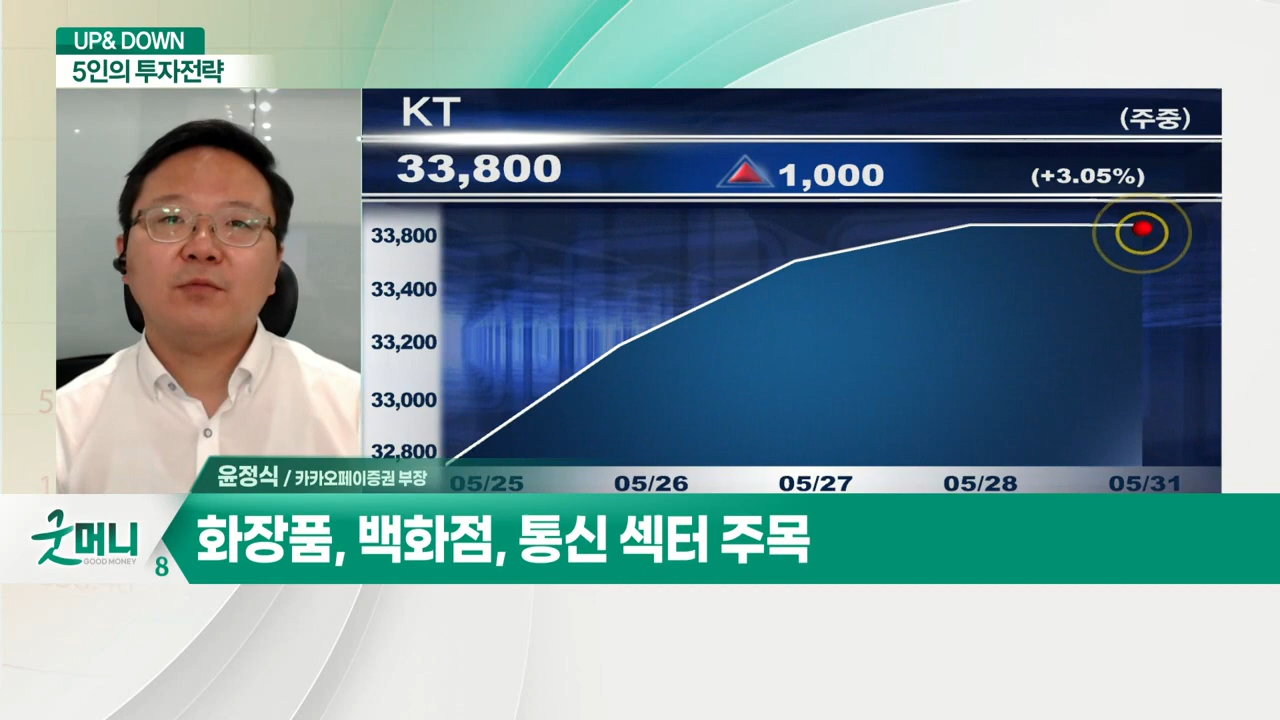 UP& DOWN
5인의 투자전략
KT
(주중)
33,800
1,000
(+3.05%)
33,800
33,400
33,200
33,000
32,800
05/25
05/26
05/27
05/28
05/31
윤정식 / 카카오페이증권 부장
굿머니
GOOD MONEY
8
화장품, 백화점, 통신 섹터 주목